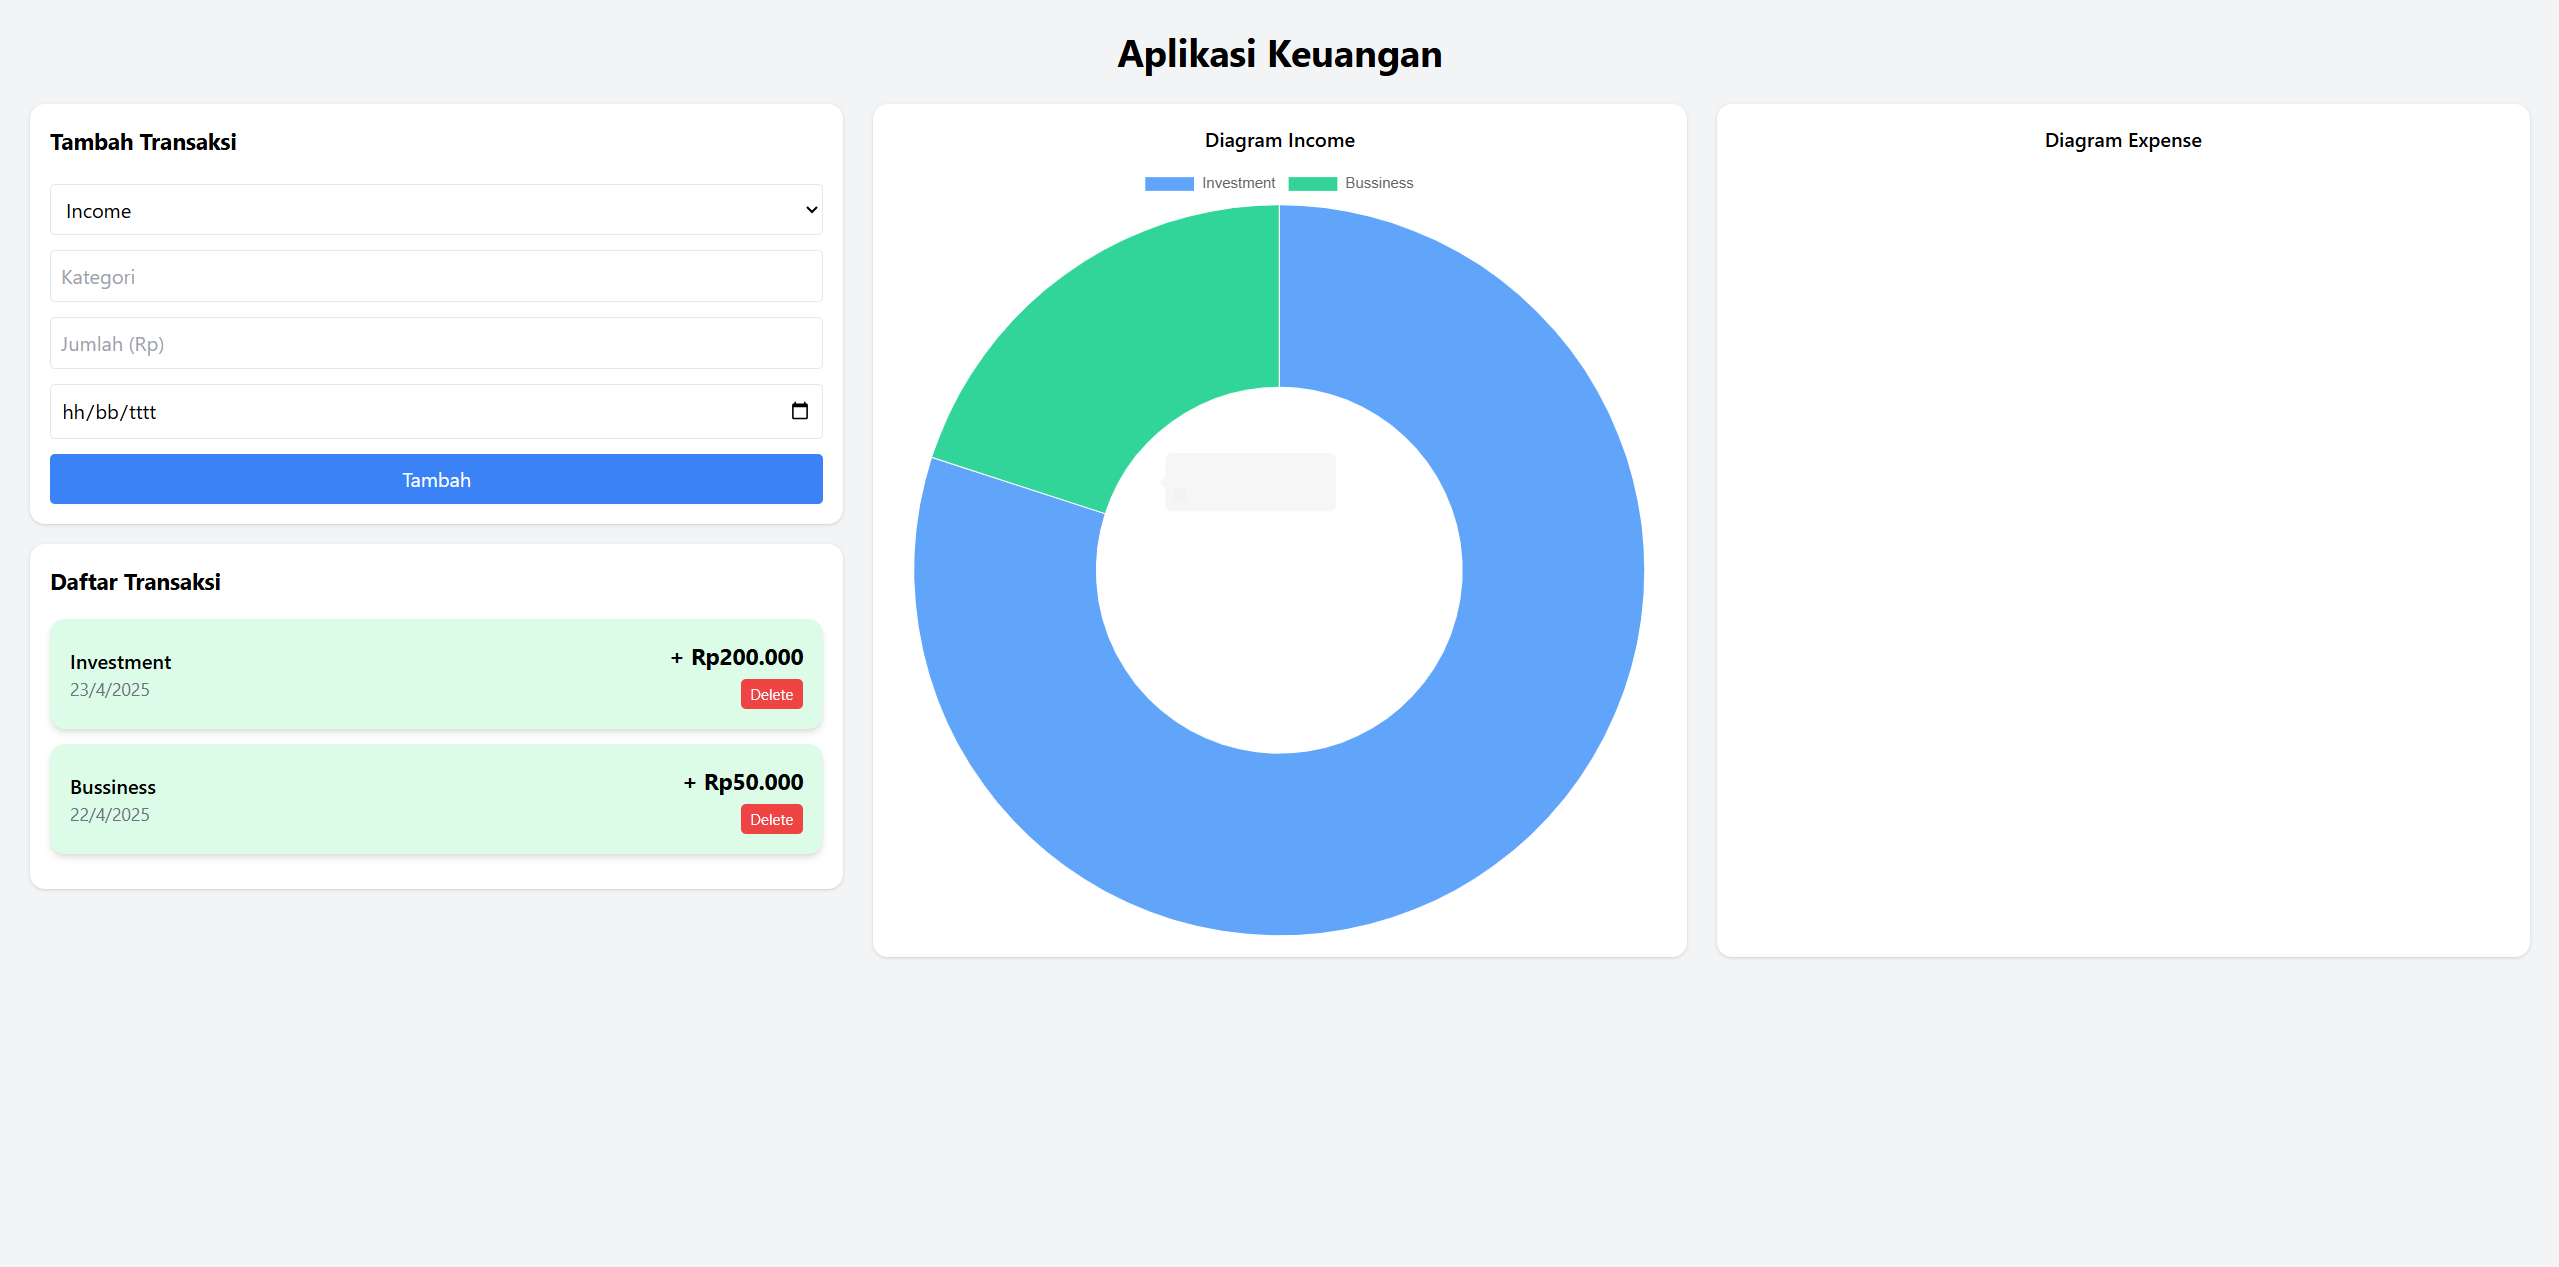 Aplikasi Keuangan
Tambah Transaksi
Income
Kategori
Jumlah (Rp)
hh/bb/tttt
Tambah
Daftar Transaksi
Investment
23/4/2025
+ Rp200.000
Delete
Bussiness
22/4/2025
+ Rp50.000
Delete
Diagram Income
Investment Bussiness
Diagram Expense